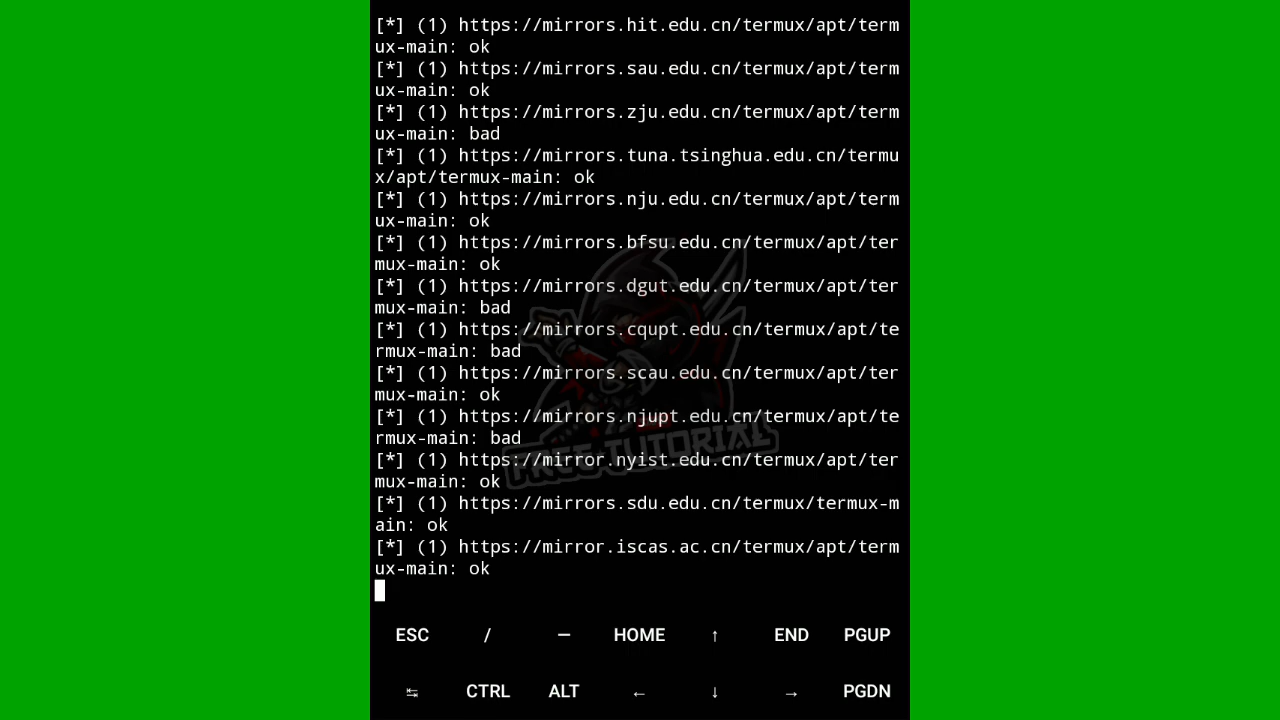 [*] (1) https://mirrors.hit.edu.cn/termux/apt/term
ux-main: ok
[*] (1) https://mirrors.sau.edu.cn/termux/apt/term
ux-main: ok
[*] (1) https://mirrors.zju.edu.cn/termux/apt/term
ux-main: bad
[*] (1) https://mirrors.tuna.tsinghua.edu.cn/termu
x/apt/termux-main: ok
[*] (1) https://mirrors.nju.edu.cn/termux/apt/term
ux-main: ok
[*] (1) https://mirrors.bfsu.edu.cn/termux/apt/ter
mux-main: ok
[*] (1) https://mirrors.dgut.edu.cn/termux/apt/ter
mux-main: bad
[*] (1) https://mirrors.cqupt.edu.cn/termux/apt/te
rmux-main: bad
[*] (1) https://mirrors.scau.edu.cn/termux/apt/ter
mux-main: ok
[*] (1) https://mirrors.njupt.edu.cn/termux/apt/te
rmux-main: bad
FREE TUTORIAL
[*] (1) https://mirror.nyist.edu.cn/termux/apt/ter
mux-main: ok
[*] (1) https://mirrors.sdu.edu.cn/termux/termux-m
ain: ok
[*] (1) https://mirror.iscas.ac.cn/termux/apt/term
ux-main: ok
ESC / — HOME ↑ END PGUP
↹ CTRL ALT ← ↓ → PGDN